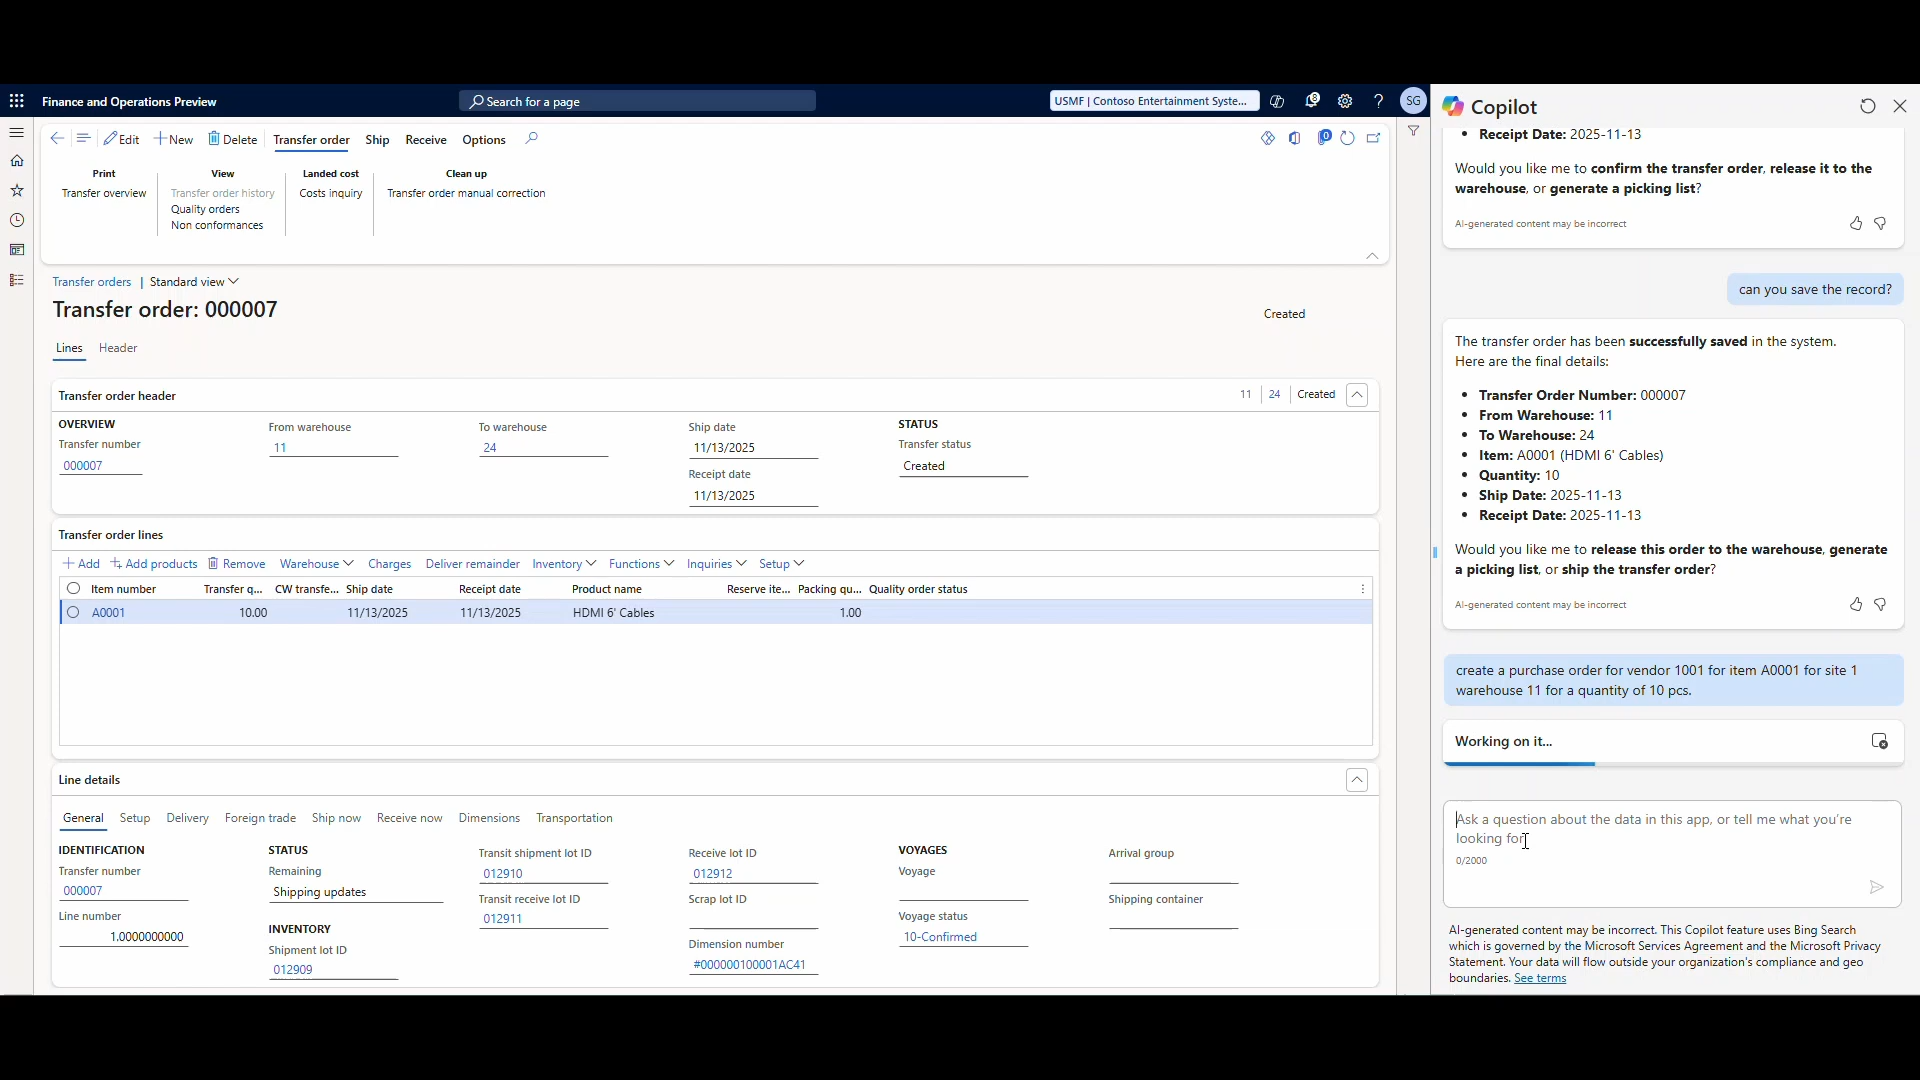 Finance and Operations Preview
Search for a page
USMF | Contoso Entertainment Syste...
8
SG
Edit
New
Delete
Transfer order
Ship
Receive
Options
0
Print
Transfer overview
View
Transfer order history
Quality orders
Non conformances
Landed cost
Costs inquiry
Clean up
Transfer order manual correction
Transfer orders | Standard view
Transfer order: 000007
Created
Lines
Header
Transfer order header
11 | 24 | Created
OVERVIEW
Transfer number
000007
From warehouse
11
To warehouse
24
Ship date
11/13/2025
Receipt date
11/13/2025
STATUS
Transfer status
Created
Transfer order lines
Add
Add products
Remove
Warehouse
Charges
Deliver remainder
Inventory
Functions
Inquiries
Setup
Item number Transfer q... CW transfe... Ship date Receipt date Product name Reserve ite... Packing qu... Quality order status
A0001 10.00 11/13/2025 11/13/2025 HDMI 6' Cables 1.00
Line details
General Setup Delivery Foreign trade Ship now Receive now Dimensions Transportation
IDENTIFICATION
Transfer number
000007
Line number
1.0000000000
STATUS
Remaining
Shipping updates
INVENTORY
Shipment lot ID
012909
Transit shipment lot ID
012910
Transit receive lot ID
012911
Receive lot ID
012912
Scrap lot ID
Dimension number
#000000100001AC41
VOYAGES
Voyage
Voyage status
10-Confirmed
Arrival group
Shipping container
Copilot
• Receipt Date: 2025-11-13
Would you like me to confirm the transfer order, release it to the
warehouse, or generate a picking list?
AI-generated content may be incorrect
can you save the record?
The transfer order has been successfully saved in the system.
Here are the final details:
• Transfer Order Number: 000007
• From Warehouse: 11
• To Warehouse: 24
• Item: A0001 (HDMI 6' Cables)
• Quantity: 10
• Ship Date: 2025-11-13
• Receipt Date: 2025-11-13
Would you like me to release this order to the warehouse, generate
a picking list, or ship the transfer order?
AI-generated content may be incorrect
create a purchase order for vendor 1001 for item A0001 for site 1
warehouse 11 for a quantity of 10 pcs.
Working on it...
Ask a question about the data in this app, or tell me what you're
looking for
0/2000
AI-generated content may be incorrect. This Copilot feature uses Bing Search
which is governed by the Microsoft Services Agreement and the Microsoft Privacy
Statement. Your data will flow outside your organization's compliance and geo
boundaries. See terms